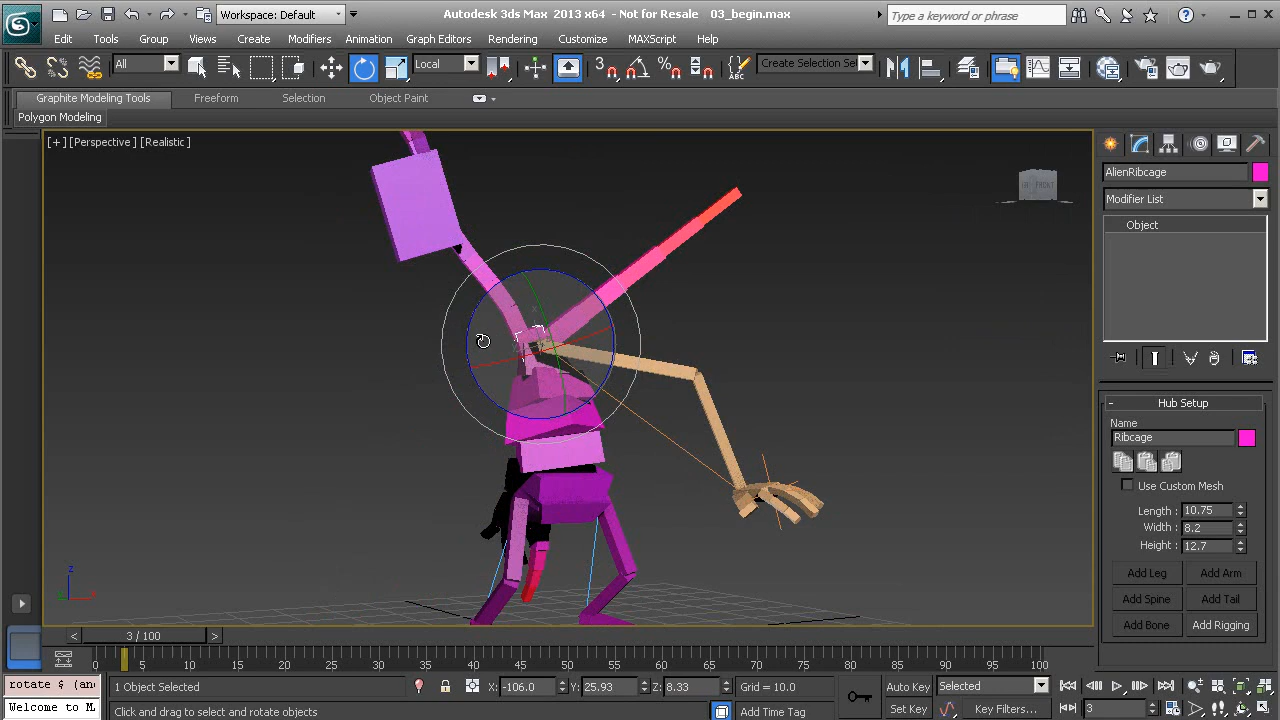 Workspace: Default
Autodesk 3ds Max 2013 x64 - Not for Resale 03_begin.max
Type a keyword or phrase
Edit Tools Group Views Create Modifiers Animation Graph Editors Rendering Customize MAXScript Help
All Local 3 Create Selection Se
Graphite Modeling Tools Freeform Selection Object Paint
Polygon Modeling
[+][Perspective][Realistic]
FRONT
AlienRibcage
Modifier List
Object
- Hub Setup
Name
Ribcage
Use Custom Mesh
Length: 10.75
Width: 8.2
Height: 12.7
Add Leg Add Arm
Add Spine Add Tail
Add Bone Add Rigging
z
< 3 / 100 >
0 5 10 15 20 25 30 35 40 45 50 55 60 65 70 75 80 85 90 95 100
rotate $ (an
1 Object Selected X: -106.0 Y: 25.93 Z: 8.33 Grid = 10.0 Auto Key Selected
Welcome to M
Click and drag to select and rotate objects Add Time Tag Set Key Key Filters... 3